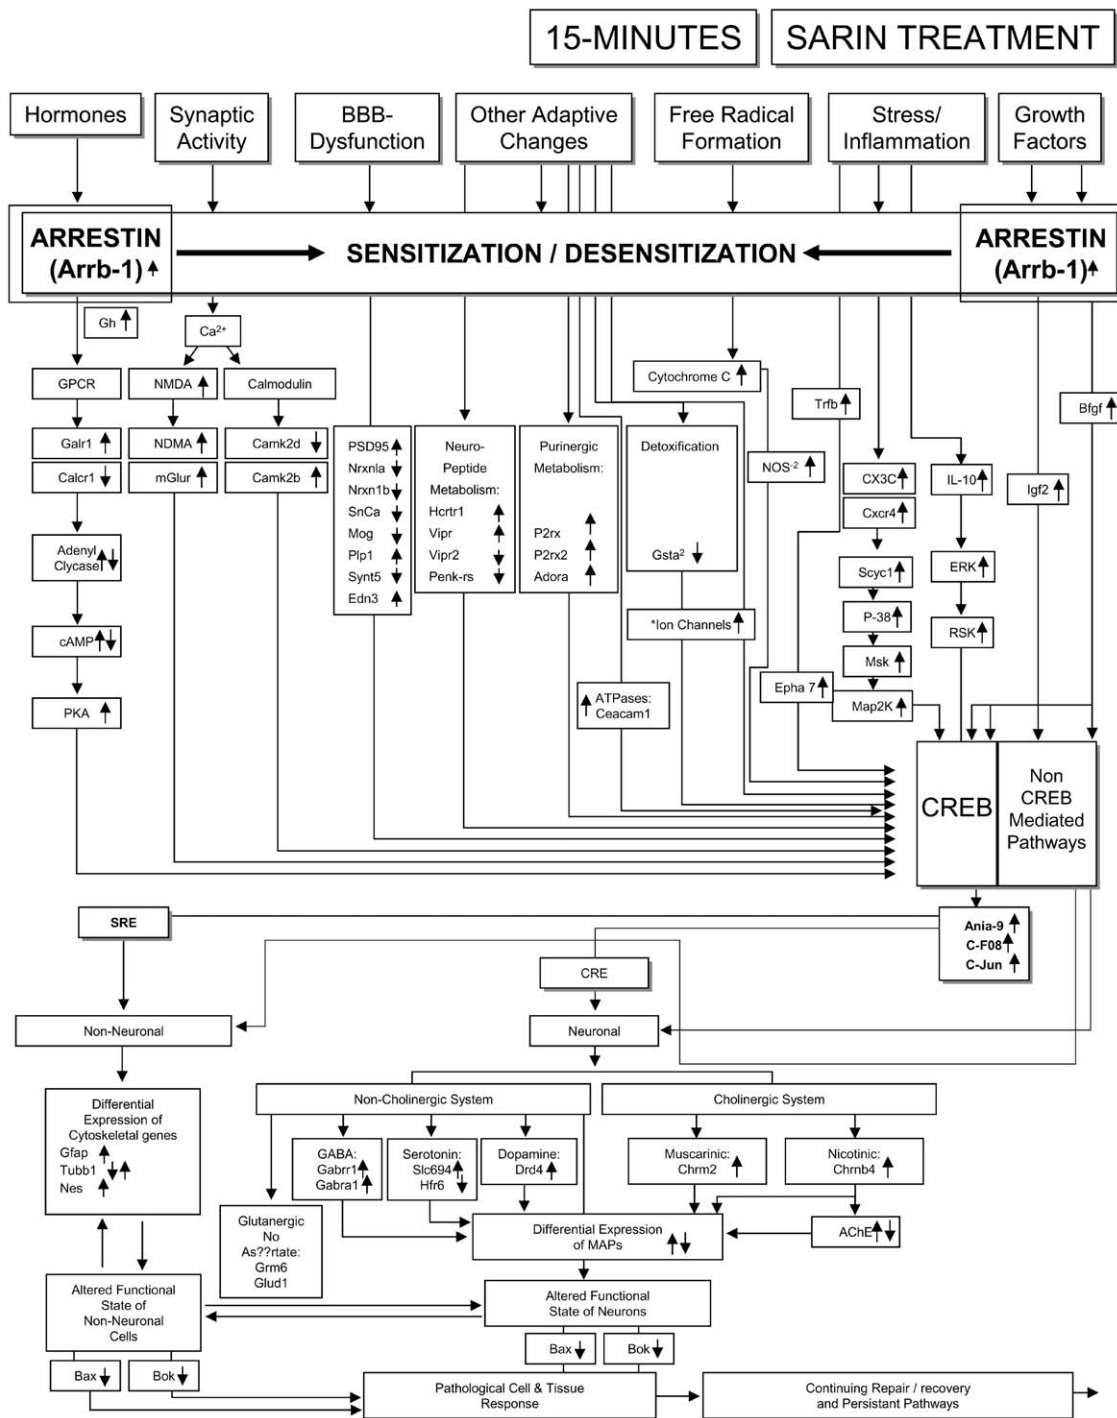 15-MINUTES
SARIN TREATMENT
Hormones
Synaptic
Activity
BBB-
Dysfunction
Other Adaptive
Changes
Free Radical
Formation
Stress/
Inflammation
Growth
Factors
ARRESTIN
(Arrb-1)
SENSITIZATION / DESENSITIZATION
ARRESTIN
(Arrb-1)
Gh
Ca2+
GPCR
NMDA
Calmodulin
Galr1
NDMA
Camk2d
Calcr1
mGlur
Camk2b
Adenyl
Clycase
cAMP
PKA
PSD95
Nrxnla
Nrxn1b
SnCa
Mog
Plp1
Synt5
Edn3
Neuro-
Peptide
Metabolism:
Hcrtr1
Vipr
Vipr2
Penk-rs
Purinergic
Metabolism:
P2rx
P2rx2
Adora
ATPases:
Ceacam1
Cytochrome C
Detoxification
Gsta2
*Ion Channels
NOS-2
Trfb
Epha 7
CX3C
Cxcr4
Scyc1
P-38
Msk
Map2K
IL-10
ERK
RSK
Igf2
Bfgf
CREB
Non
CREB
Mediated
Pathways
SRE
Ania-9
C-F08
C-Jun
CRE
Non-Neuronal
Neuronal
Differential
Expression of
Cytoskeletal genes
Gfap
Tubb1
Nes
Non-Cholinergic System
Cholinergic System
GABA:
Gabrr1
Gabra1
Serotonin:
Slc694
Hfr6
Dopamine:
Drd4
Muscarinic:
Chrm2
Nicotinic:
Chrnb4
Glutanergic
No
As??rtate:
Grm6
Glud1
Differential Expression
of MAPs
AChE
Altered Functional
State of
Non-Neuronal
Cells
Altered Functional
State of Neurons
Bax
Bok
Bax
Bok
Pathological Cell & Tissue
Response
Continuing Repair / recovery
and Persistant Pathways